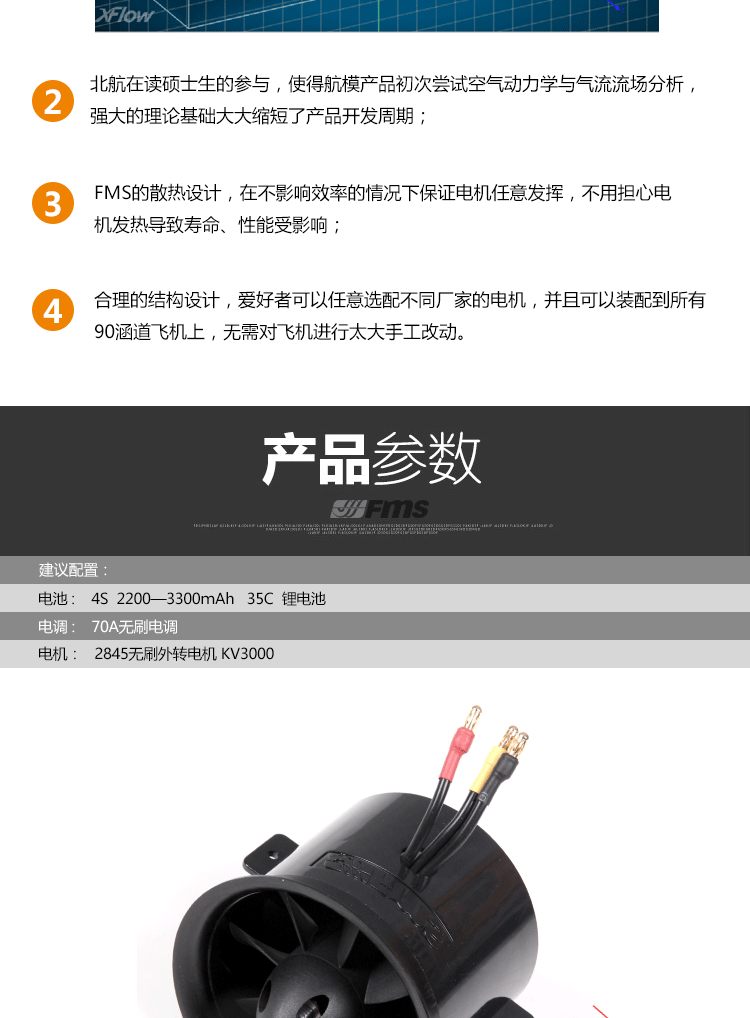 XFlow
2
北航在读硕士生的参与，使得航模产品初次尝试空气动力学与气流流场分析，
强大的理论基础大大缩短了产品开发周期；
3
FMS的散热设计，在不影响效率的情况下保证电机任意发挥，不用担心电
机发热导致寿命、性能受影响；
4
合理的结构设计，爱好者可以任意选配不同厂家的电机，并且可以装配到所有
90涵道飞机上，无需对飞机进行太大手工改动。
产品参数
Fms
建议配置：
电池： 4S 2200—3300mAh 35C 锂电池
电调： 70A无刷电调
电机： 2845无刷外转电机 KV3000